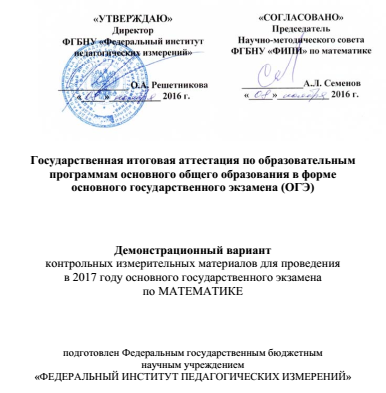 «УТВЕРЖДАЮ»
Директор
ФГБНУ «Федеральный институт
педагогических измерений»
О.А. Решетникова
«08» ноября 2016 г.
«СОГЛАСОВАНО»
Председатель
Научно-методического совета
ФГБНУ «ФИПИ» по математике
А.Л. Семенов
«08» ноября 2016 г.
Государственная итоговая аттестация по образовательным
программам основного общего образования в форме
основного государственного экзамена (ОГЭ)
Демонстрационный вариант
контрольных измерительных материалов для проведения
в 2017 году основного государственного экзамена
по МАТЕМАТИКЕ
подготовлен Федеральным государственным бюджетным
научным учреждением
«ФЕДЕРАЛЬНЫЙ ИНСТИТУТ ПЕДАГОГИЧЕСКИХ ИЗМЕРЕНИЙ»